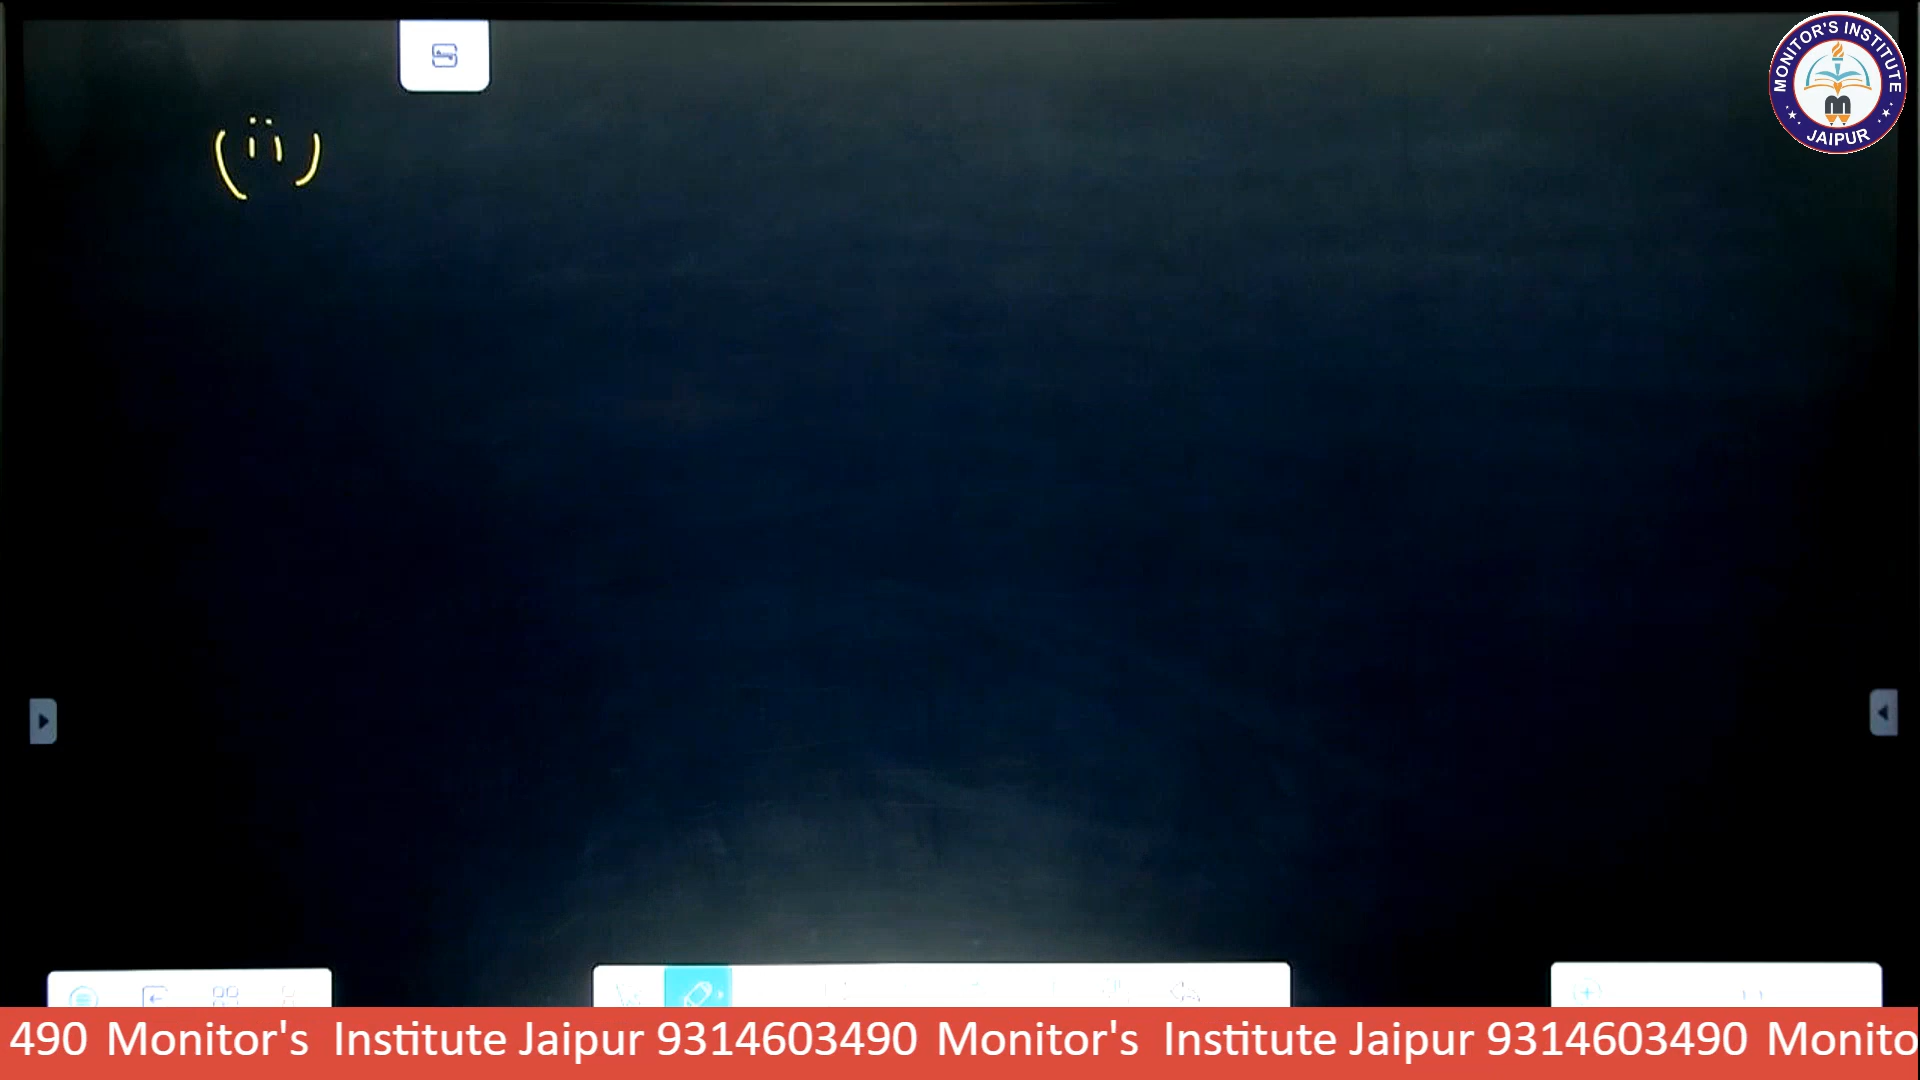 MONITOR'S INSTITUTE
m
JAIPUR
(ii)
490 Monitor's Institute Jaipur 9314603490 Monitor's Institute Jaipur 9314603490 Monito